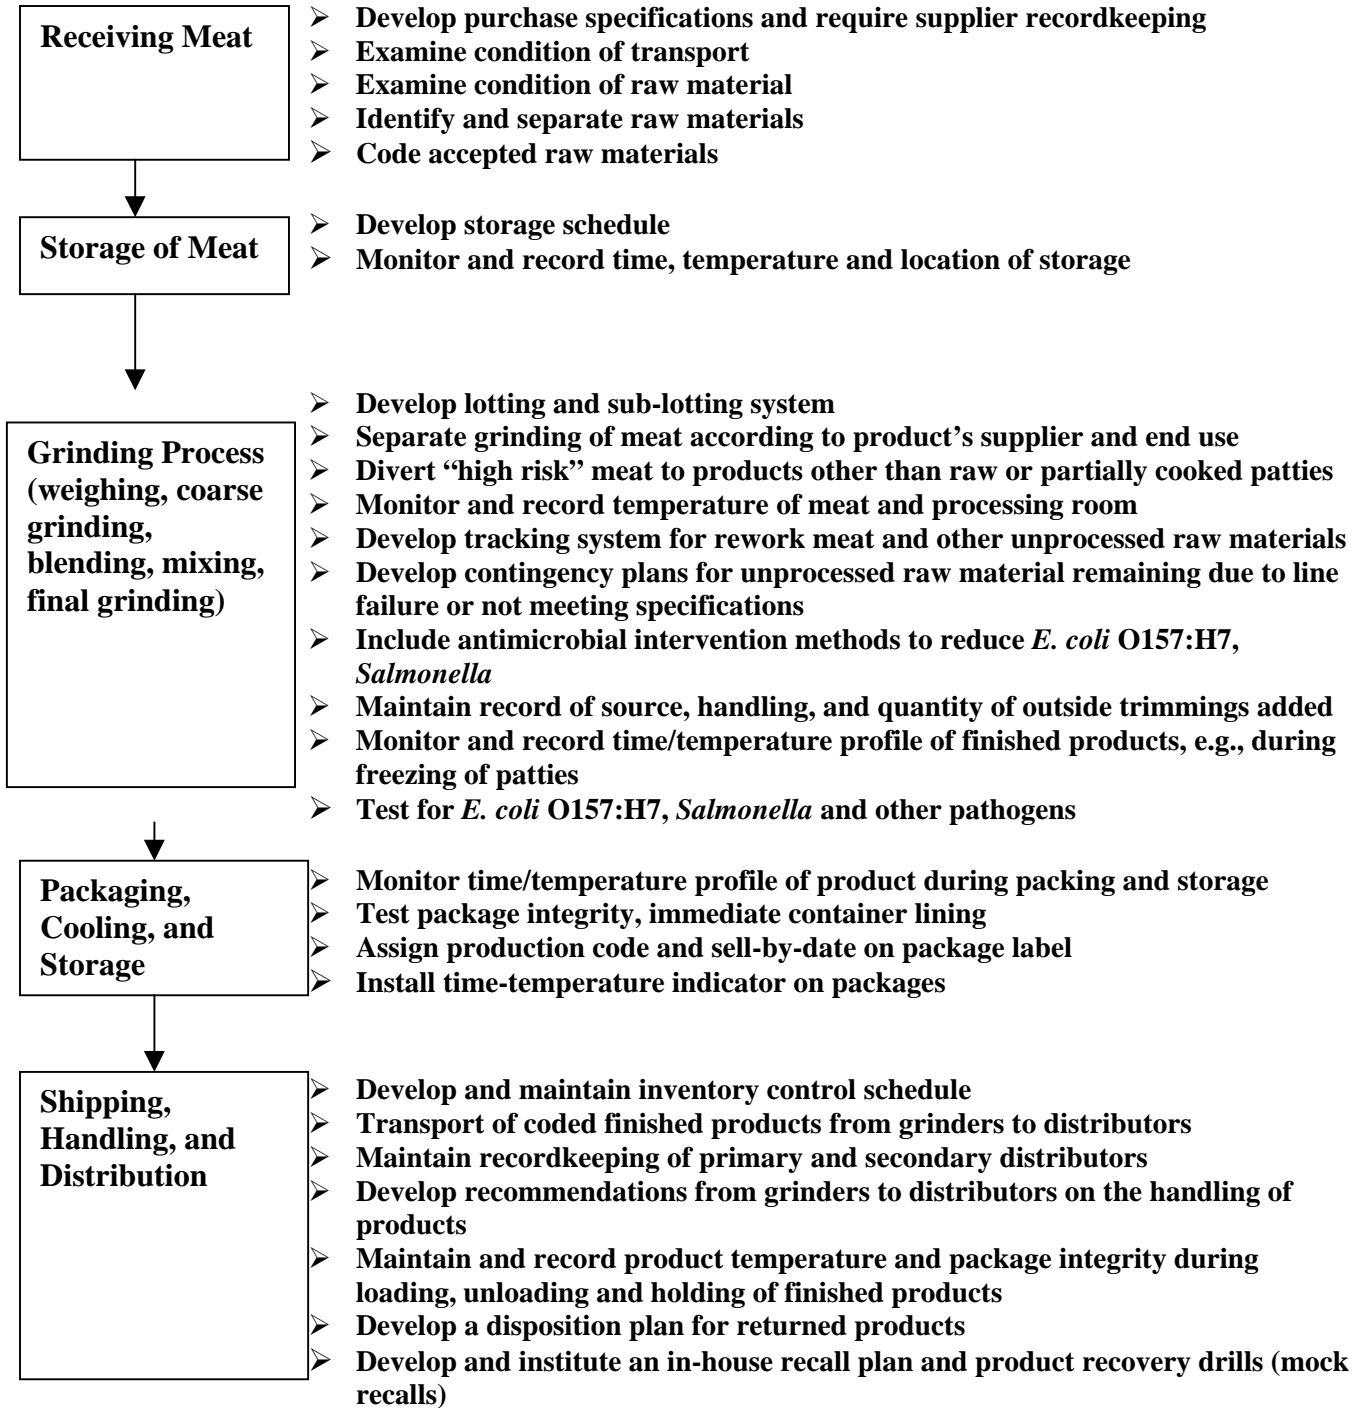 Receiving Meat
➢ Develop purchase specifications and require supplier recordkeeping
➢ Examine condition of transport
➢ Examine condition of raw material
➢ Identify and separate raw materials
➢ Code accepted raw materials
Storage of Meat
➢ Develop storage schedule
➢ Monitor and record time, temperature and location of storage
Grinding Process
(weighing, coarse
grinding,
blending, mixing,
final grinding)
➢ Develop lotting and sub-lotting system
➢ Separate grinding of meat according to product’s supplier and end use
➢ Divert “high risk” meat to products other than raw or partially cooked patties
➢ Monitor and record temperature of meat and processing room
➢ Develop tracking system for rework meat and other unprocessed raw materials
➢ Develop contingency plans for unprocessed raw material remaining due to line
failure or not meeting specifications
➢ Include antimicrobial intervention methods to reduce E. coli O157:H7,
Salmonella
➢ Maintain record of source, handling, and quantity of outside trimmings added
➢ Monitor and record time/temperature profile of finished products, e.g., during
freezing of patties
➢ Test for E. coli O157:H7, Salmonella and other pathogens
Packaging,
Cooling, and
Storage
➢ Monitor time/temperature profile of product during packing and storage
➢ Test package integrity, immediate container lining
➢ Assign production code and sell-by-date on package label
➢ Install time-temperature indicator on packages
Shipping,
Handling, and
Distribution
➢ Develop and maintain inventory control schedule
➢ Transport of coded finished products from grinders to distributors
➢ Maintain recordkeeping of primary and secondary distributors
➢ Develop recommendations from grinders to distributors on the handling of
products
➢ Maintain and record product temperature and package integrity during
loading, unloading and holding of finished products
➢ Develop a disposition plan for returned products
➢ Develop and institute an in-house recall plan and product recovery drills (mock
recalls)